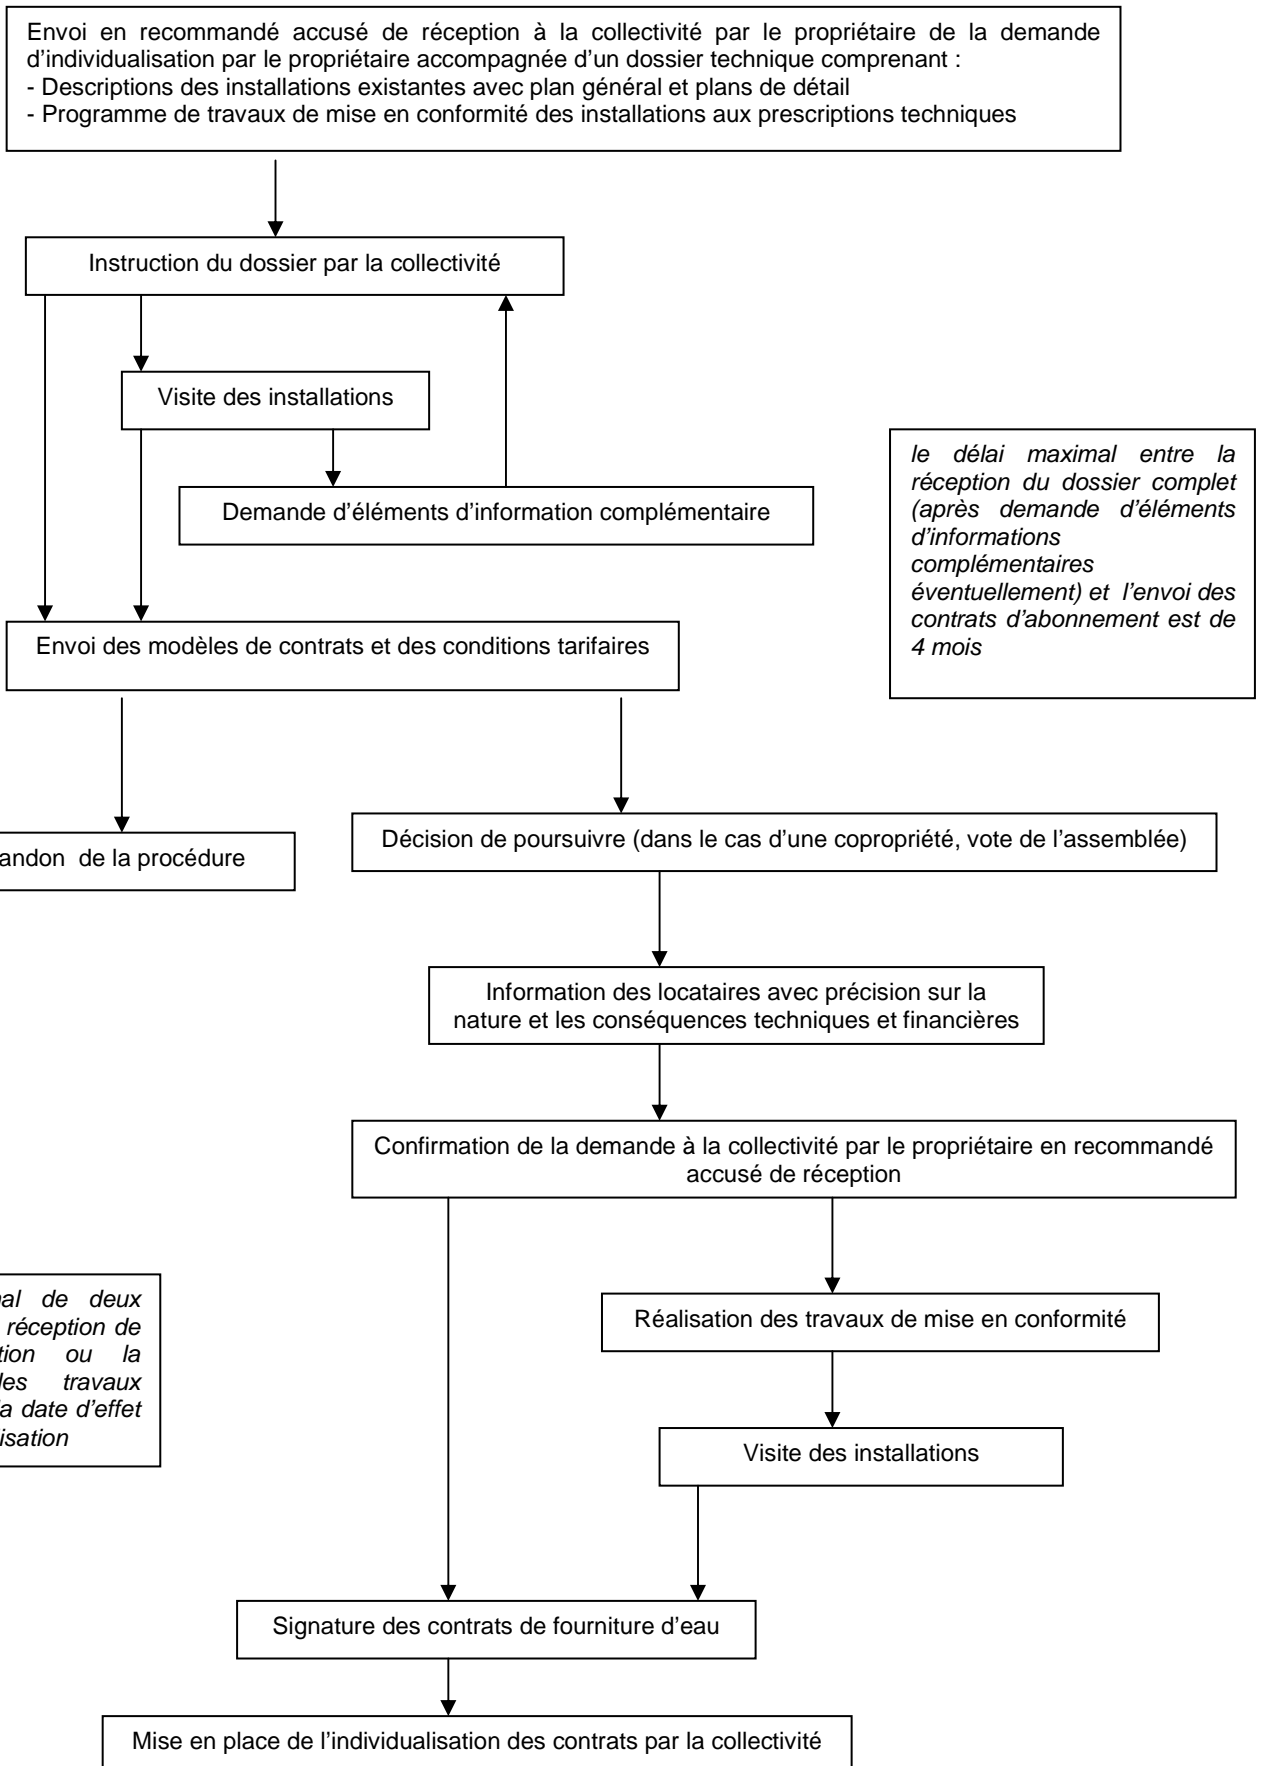 Envoi en recommandé accusé de réception à la collectivité par le propriétaire de la demande
d'individualisation par le propriétaire accompagnée d'un dossier technique comprenant :
- Descriptions des installations existantes avec plan général et plans de détail
- Programme de travaux de mise en conformité des installations aux prescriptions techniques
Instruction du dossier par la collectivité
Visite des installations
Demande d'éléments d'information complémentaire
le délai maximal entre la
réception du dossier complet
(après demande d'éléments
d'informations
complémentaires
éventuellement) et l'envoi des
contrats d'abonnement est de
4 mois
Envoi des modèles de contrats et des conditions tarifaires
andon de la procédure
Décision de poursuivre (dans le cas d'une copropriété, vote de l'assemblée)
Information des locataires avec précision sur la
nature et les conséquences techniques et financières
Confirmation de la demande à la collectivité par le propriétaire en recommandé
accusé de réception
al de deux
réception de
tion ou la
les travaux
la date d'effet
lisation
Réalisation des travaux de mise en conformité
Visite des installations
Signature des contrats de fourniture d'eau
Mise en place de l'individualisation des contrats par la collectivité